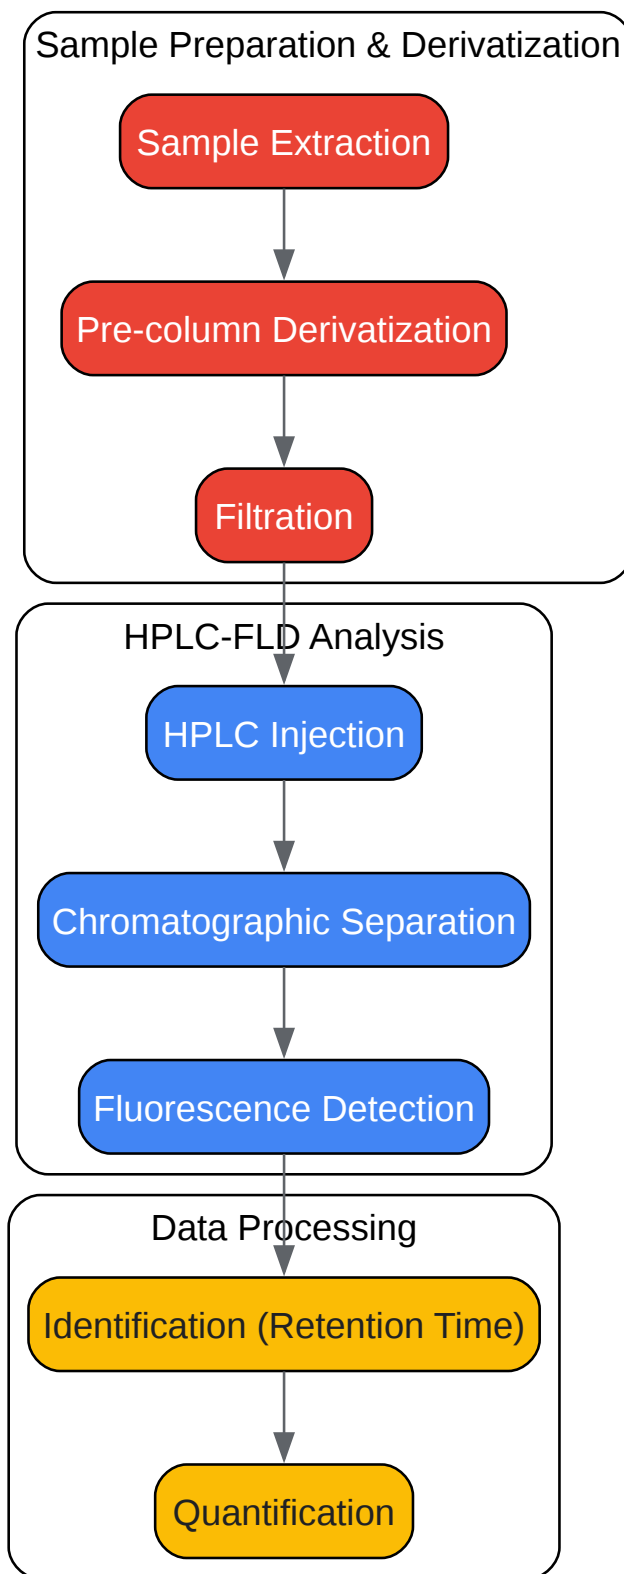 Sample Preparation & Derivatization
Sample Extraction
Pre-column Derivatization
Filtration
HPLC-FLD Analysis
HPLC Injection
Chromatographic Separation
Fluorescence Detection
Data Processing
Identification (Retention Time)
Quantification